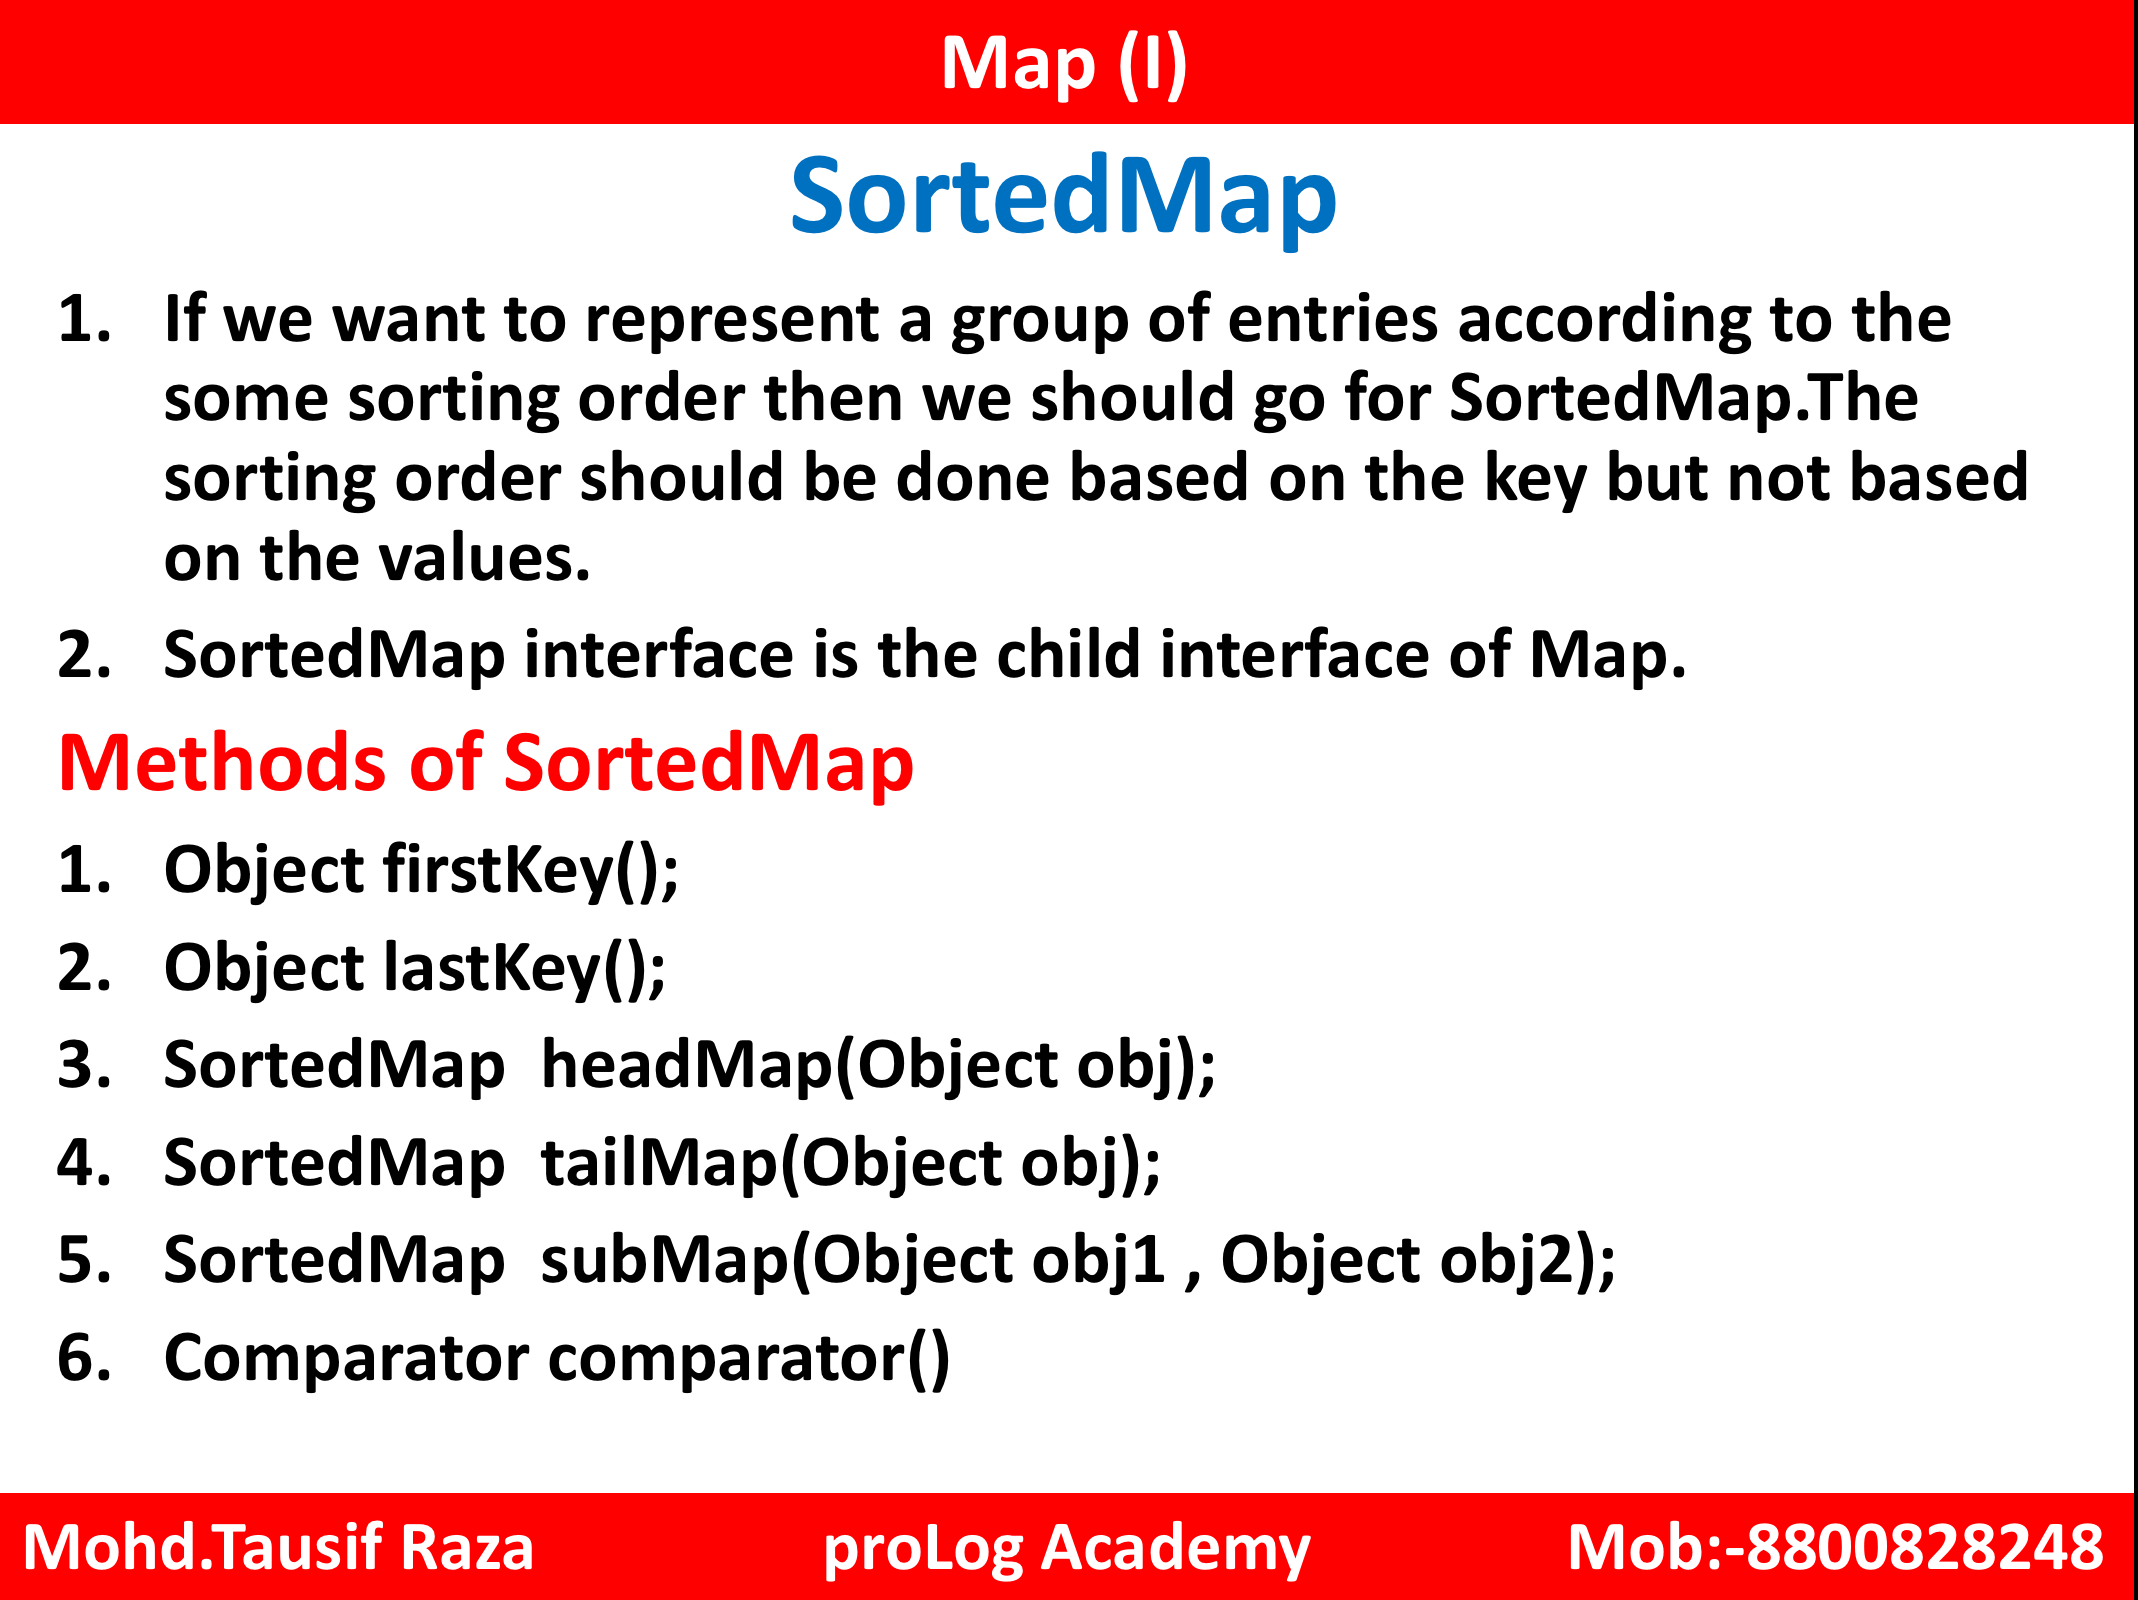 Map (I)
SortedMap
1. If we want to represent a group of entries according to the
some sorting order then we should go for SortedMap.The
sorting order should be done based on the key but not based
on the values.
2. SortedMap interface is the child interface of Map.
Methods of SortedMap
1. Object firstKey();
2. Object lastKey();
3. SortedMap  headMap(Object obj);
4. SortedMap  tailMap(Object obj);
5. SortedMap  subMap(Object obj1 , Object obj2);
6. Comparator comparator()
Mohd.Tausif Raza proLog Academy Mob:-8800828248